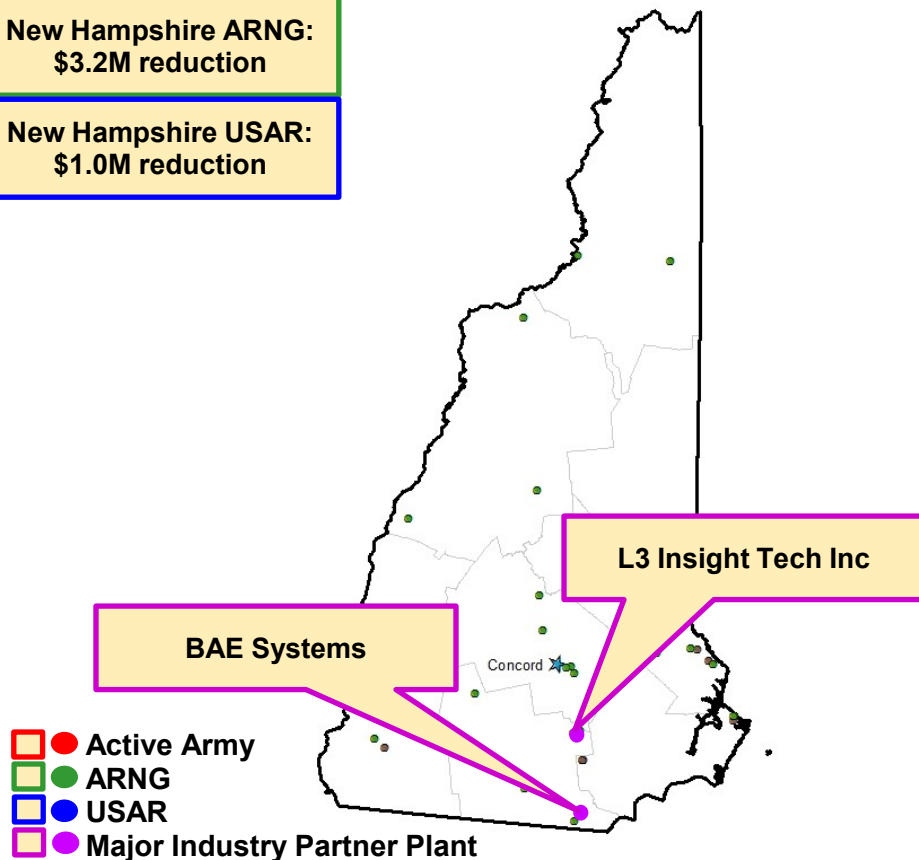 New Hampshire ARNG:
$3.2M reduction
New Hampshire USAR:
$1.0M reduction
L3 Insight Tech Inc
BAE Systems
Concord
Active Army
ARNG
USAR
Major Industry Partner Plant